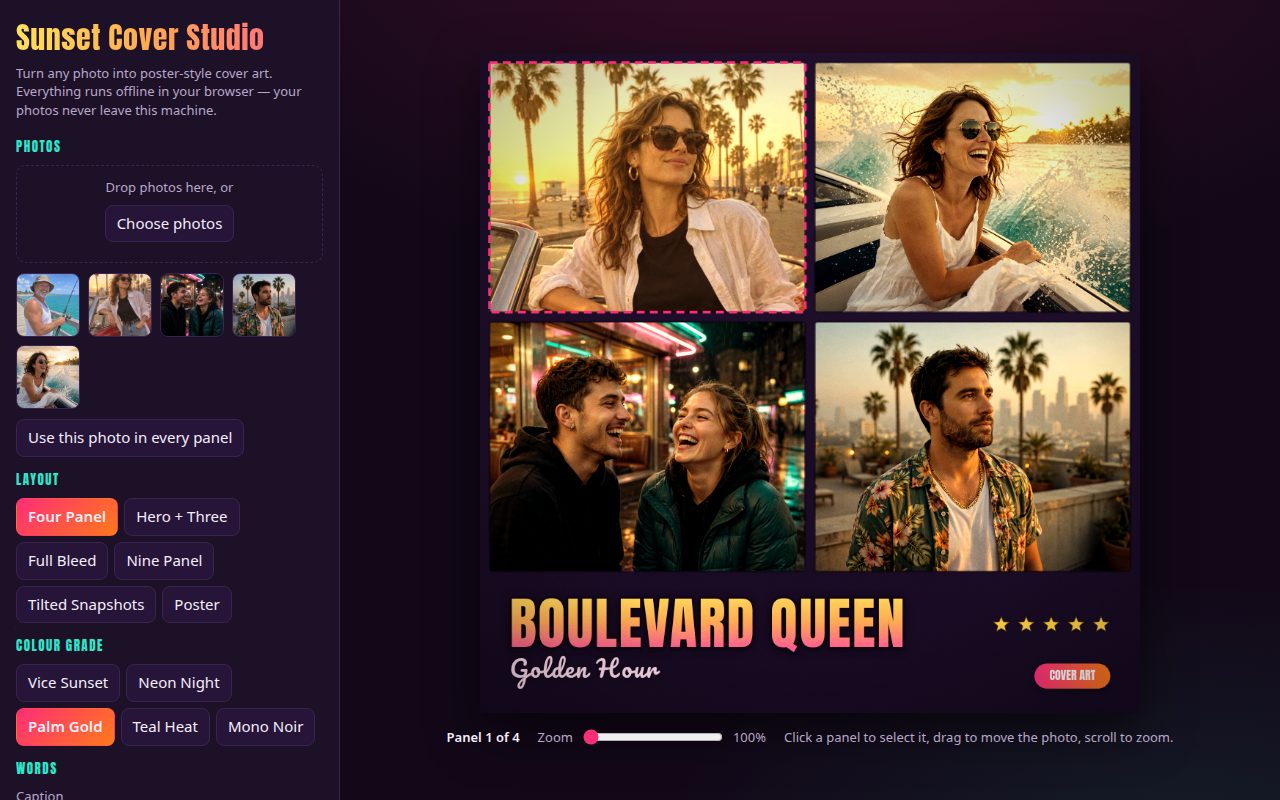 Sunset Cover Studio
Turn any photo into poster-style cover art.
Everything runs offline in your browser — your
photos never leave this machine.
PHOTOS
Drop photos here, or
Choose photos
Use this photo in every panel
LAYOUT
Four Panel
Hero + Three
Full Bleed
Nine Panel
Tilted Snapshots
Poster
COLOUR GRADE
Vice Sunset
Neon Night
Palm Gold
Teal Heat
Mono Noir
WORDS
Caption
BOULEVARD QUEEN
Golden Hour
COVER ART
Panel 1 of 4
Zoom
100%
Click a panel to select it, drag to move the photo, scroll to zoom.